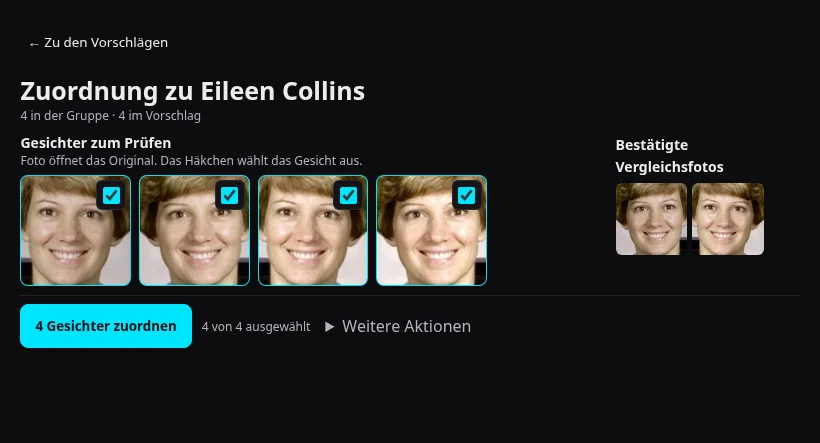 ← Zu den Vorschlägen
Zuordnung zu Eileen Collins
4 in der Gruppe · 4 im Vorschlag
Gesichter zum Prüfen
Foto öffnet das Original. Das Häkchen wählt das Gesicht aus.
Bestätigte
Vergleichsfotos
4 Gesichter zuordnen
4 von 4 ausgewählt
▶ Weitere Aktionen